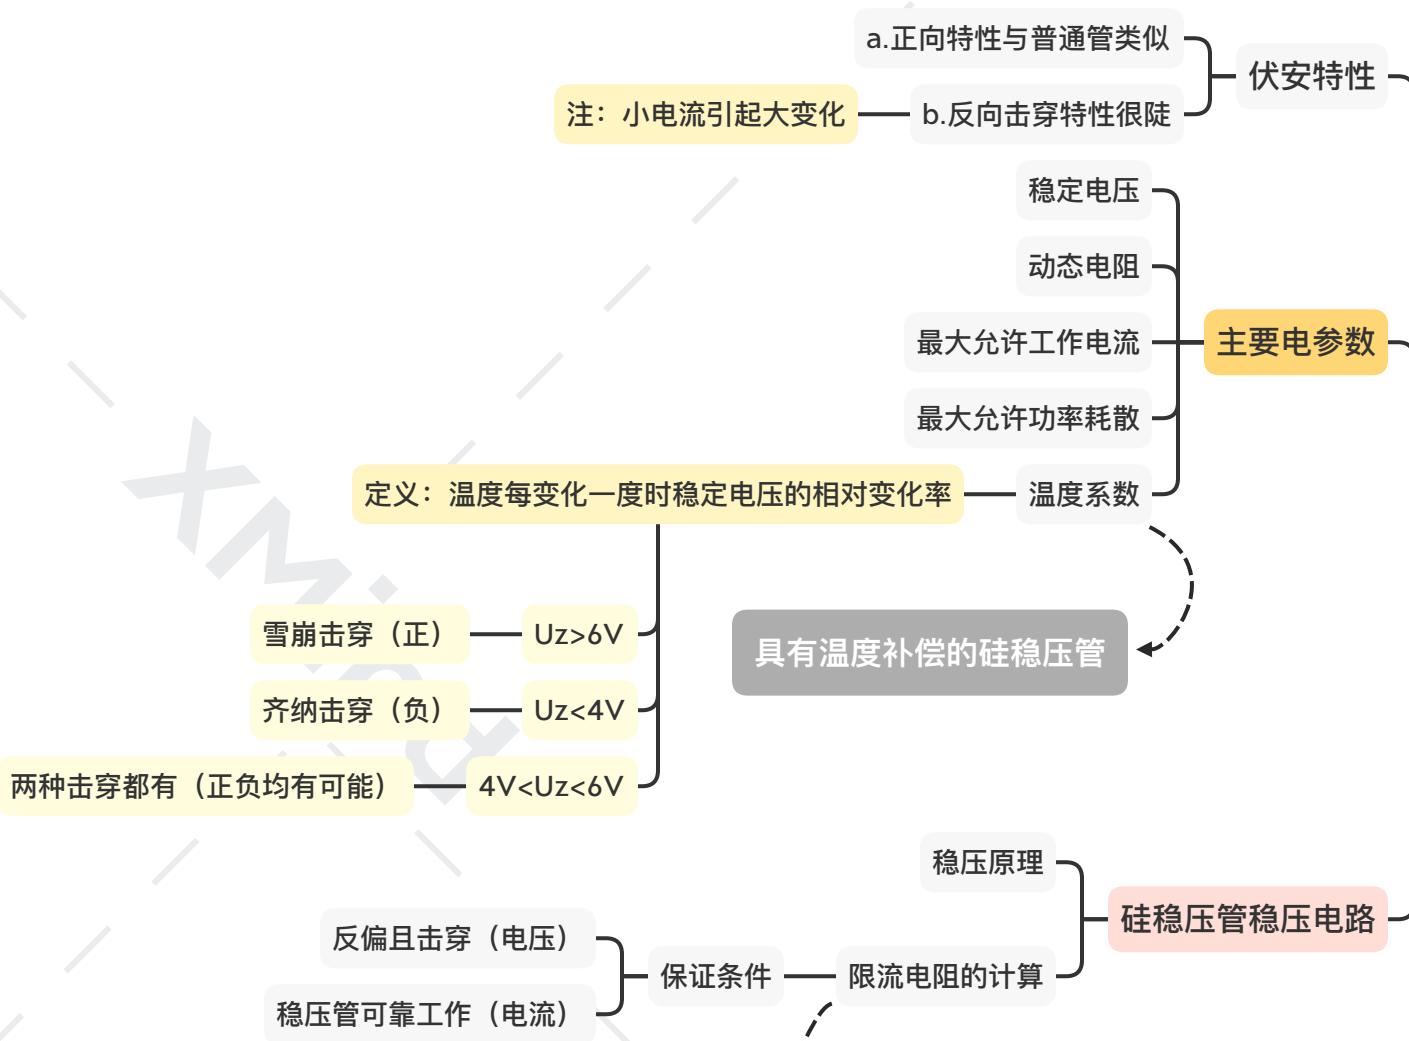 a.正向特性与普通管类似
伏安特性
注：小电流引起大变化
b.反向击穿特性很陡
稳定电压
动态电阻
最大允许工作电流
主要电参数
最大允许功率耗散
定义：温度每变化一度时稳定电压的相对变化率
温度系数
具有温度补偿的硅稳压管
雪崩击穿（正）
Uz>6V
齐纳击穿（负）
Uz<4V
两种击穿都有（正负均有可能）
4V<Uz<6V
稳压原理
硅稳压管稳压电路
反偏且击穿（电压）
保证条件
限流电阻的计算
稳压管可靠工作（电流）
XMind